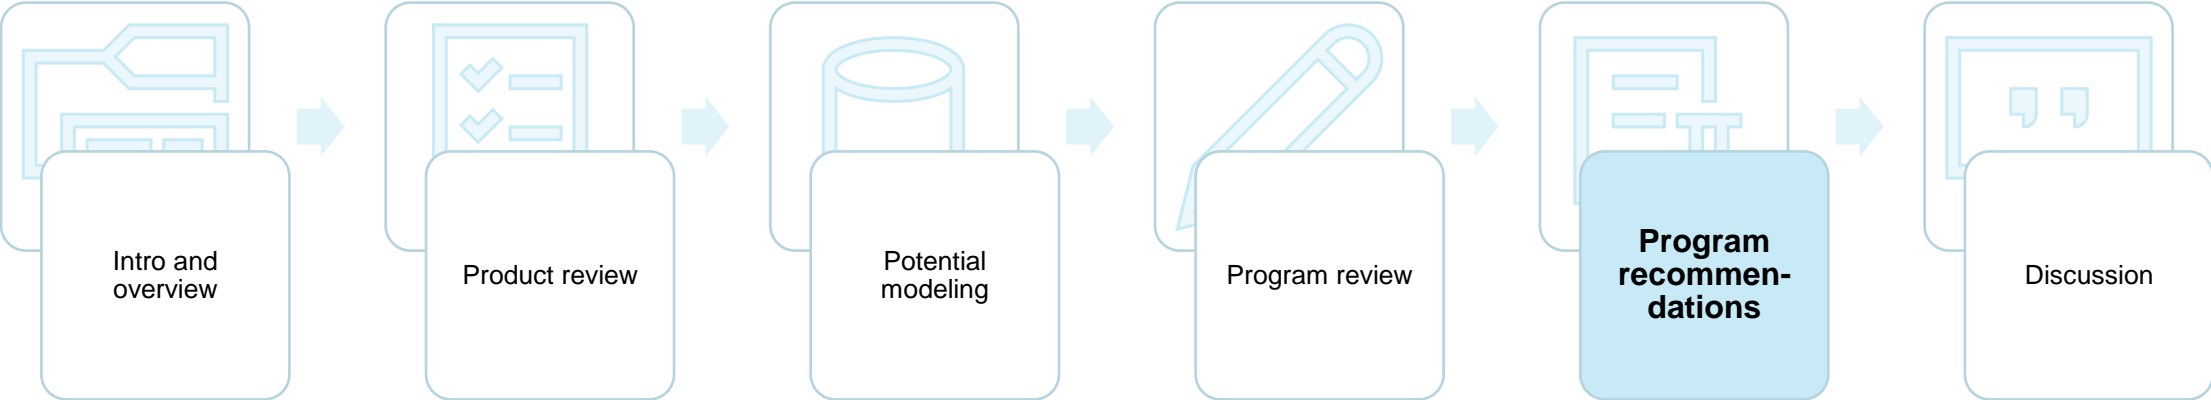 Intro and
overview
Product review
Potential
modeling
Program review
Program
recommen-
dations
Discussion